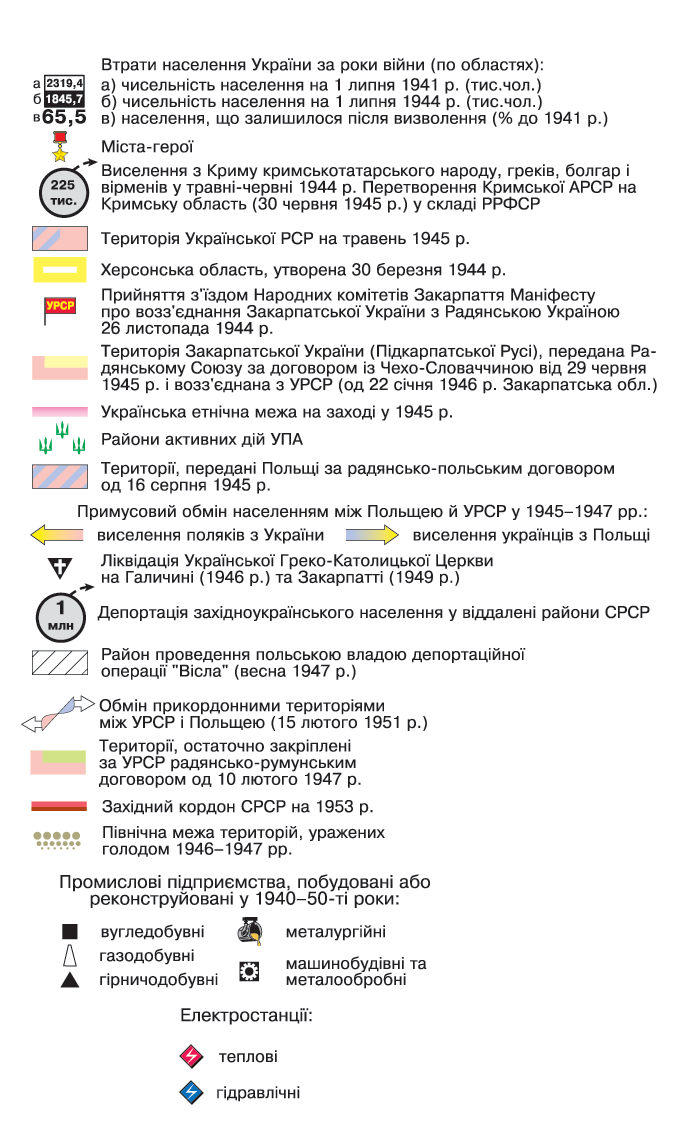 Втрати населення України за роки війни (по областях):
а 2319,4 а) чисельність населення на 1 липня 1941 р. (тис.чол.)
б 1845,7 б) чисельність населення на 1 липня 1944 р. (тис.чол.)
в 65,5 в) населення, що залишилося після визволення (% до 1941 р.)
Міста-герої
225 тис.
Виселення з Криму кримськотатарського народу, греків, болгар і
вірменів у травні-червні 1944 р. Перетворення Кримської АРСР на
Кримську область (30 червня 1945 р.) у складі РРФСР
Територія Української РСР на травень 1945 р.
Херсонська область, утворена 30 березня 1944 р.
УРСР
Прийняття з’їздом Народних комітетів Закарпаття Маніфесту
про возз’єднання Закарпатської України з Радянською Україною
26 листопада 1944 р.
Територія Закарпатської України (Підкарпатської Русі), передана Ра-
дянському Союзу за договором із Чехо-Словаччиною від 29 червня
1945 р. і возз’єднана з УРСР (од 22 січня 1946 р. Закарпатська обл.)
Українська етнічна межа на заході у 1945 р.
Райони активних дій УПА
Території, передані Польщі за радянсько-польським договором
од 16 серпня 1945 р.
Примусовий обмін населенням між Польщею й УРСР у 1945–1947 рр.:
виселення поляків з України виселення українців з Польщі
Ліквідація Української Греко-Католицької Церкви
на Галичині (1946 р.) та Закарпатті (1949 р.)
1 млн
Депортація західноукраїнського населення у віддалені райони СРСР
Район проведення польською владою депортаційної
операції "Вісла" (весна 1947 р.)
Обмін прикордонними територіями
між УРСР і Польщею (15 лютого 1951 р.)
Території, остаточно закріплені
за УРСР радянсько-румунським
договором од 10 лютого 1947 р.
Західний кордон СРСР на 1953 р.
Північна межа територій, уражених
голодом 1946–1947 рр.
Промислові підприємства, побудовані або
реконструйовані у 1940–50-ті роки:
вугледобувні
газодобувні
гірничодобувні
металургійні
машинобудівні та
металообробні
Електростанції:
теплові
гідравлічні